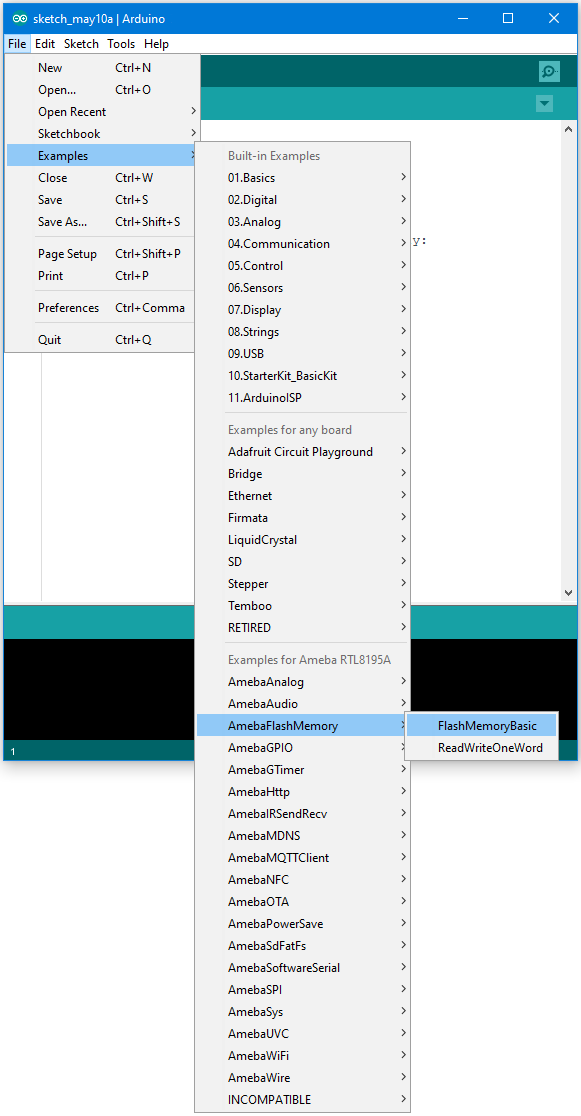 sketch_may10a | Arduino
File Edit Sketch Tools Help
New Ctrl+N
Open... Ctrl+O
Open Recent
Sketchbook
Examples
Close Ctrl+W
Save Ctrl+S
Save As... Ctrl+Shift+S
Page Setup Ctrl+Shift+P
Print Ctrl+P
Preferences Ctrl+Comma
Quit Ctrl+Q
Built-in Examples
01.Basics
02.Digital
03.Analog
04.Communication
05.Control
06.Sensors
07.Display
08.Strings
09.USB
10.StarterKit_BasicKit
11.ArduinoISP
Examples for any board
Adafruit Circuit Playground
Bridge
Ethernet
Firmata
LiquidCrystal
SD
Stepper
Temboo
RETIRED
Examples for Ameba RTL8195A
AmebaAnalog
AmebaAudio
AmebaFlashMemory
AmebaGPIO
AmebaGTimer
AmebaHttp
AmebaIRSendRecv
AmebaMDNS
AmebaMQTTClient
AmebaNFC
AmebaOTA
AmebaPowerSave
AmebaSdFatFs
AmebaSoftwareSerial
AmebaSPI
AmebaSys
AmebaUVC
AmebaWiFi
AmebaWire
INCOMPATIBLE
FlashMemoryBasic
ReadWriteOneWord
y:
1